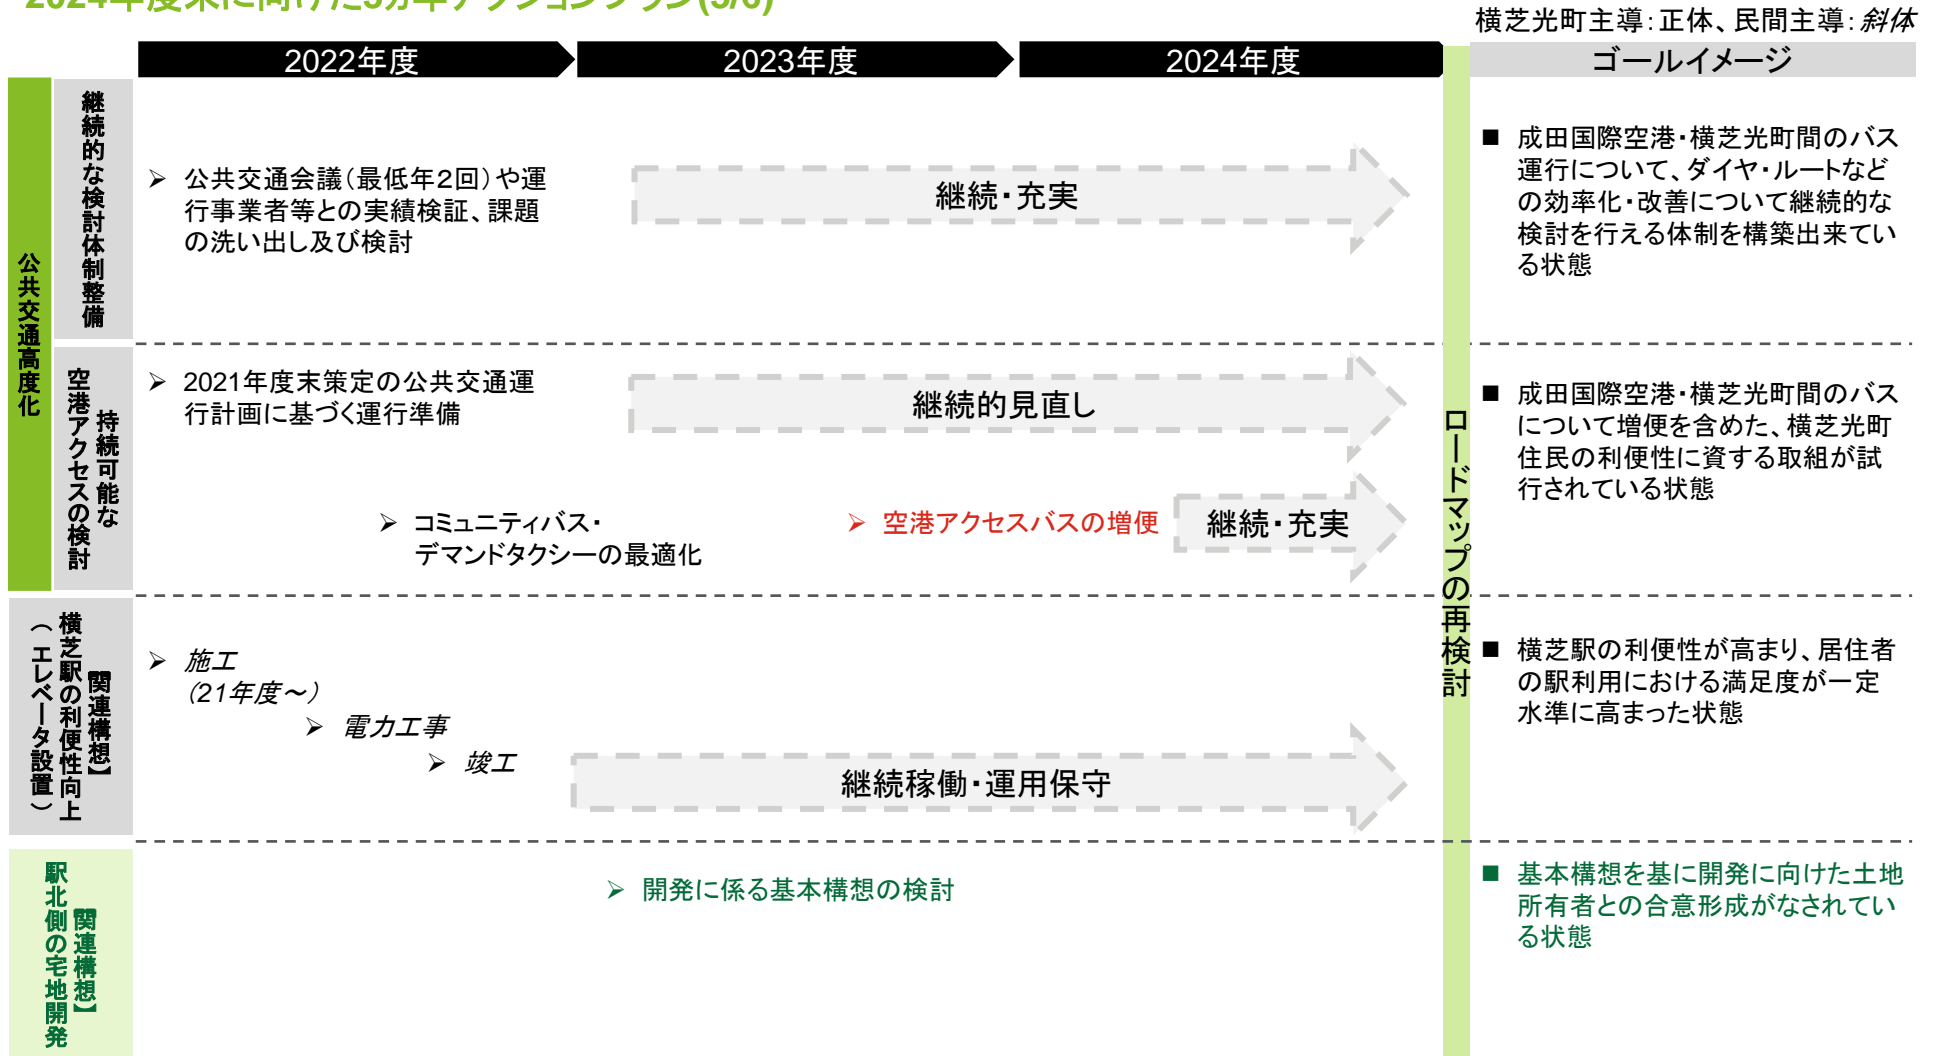 2024年度末に向けた3カ年アクションプラン(5/6)
横芝光町主導：正体、民間主導：斜体
2022年度
2023年度
2024年度
ゴールイメージ
公共交通高度化
継続的な検討体制整備
➢ 公共交通会議（最低年2回）や運
行事業者等との実績検証、課題
の洗い出し及び検討
継続・充実
■ 成田国際空港・横芝光町間のバス
運行について、ダイヤ・ルートなど
の効率化・改善について継続的な
検討を行える体制を構築出来てい
る状態
持続可能な
空港アクセスの検討
➢ 2021年度末策定の公共交通運
行計画に基づく運行準備
継続的見直し
➢ コミュニティバス・
デマンドタクシーの最適化
➢ 空港アクセスバスの増便
継続・充実
■ 成田国際空港・横芝光町間のバス
について増便を含めた、横芝光町
住民の利便性に資する取組が試
行されている状態
ロードマップの再検討
【関連構想】
横芝駅の利便性向上
（エレベータ設置）
➢ 施工
（21年度～）
➢ 電力工事
➢ 竣工
継続稼働・運用保守
■ 横芝駅の利便性が高まり、居住者
の駅利用における満足度が一定
水準に高まった状態
【関連構想】
駅北側の宅地開発
➢ 開発に係る基本構想の検討
■ 基本構想を基に開発に向けた土地
所有者との合意形成がなされてい
る状態